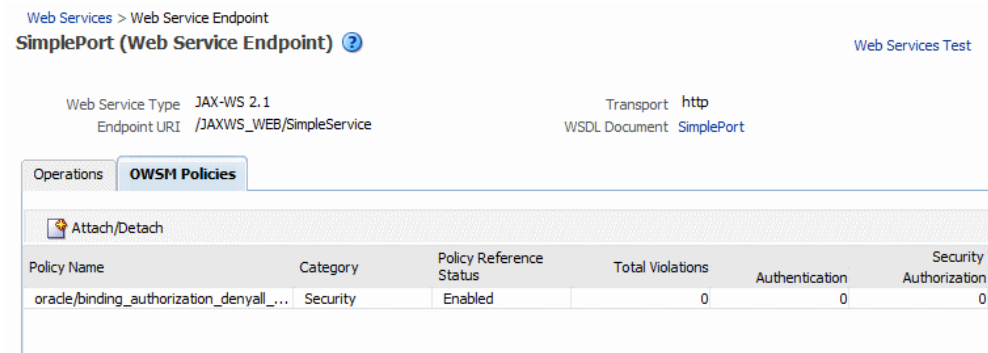 Web Services > Web Service Endpoint
SimplePort (Web Service Endpoint) ?
Web Services Test
Web Service Type JAX-WS 2.1
Transport http
Endpoint URI /JAXWS_WEB/SimpleService
WSDL Document SimplePort
Operations OWSM Policies
Attach/Detach
Policy Name Category Policy Reference Status Total Violations Authentication Security Authorization
oracle/binding_authorization_denyall_... Security Enabled 0 0 0